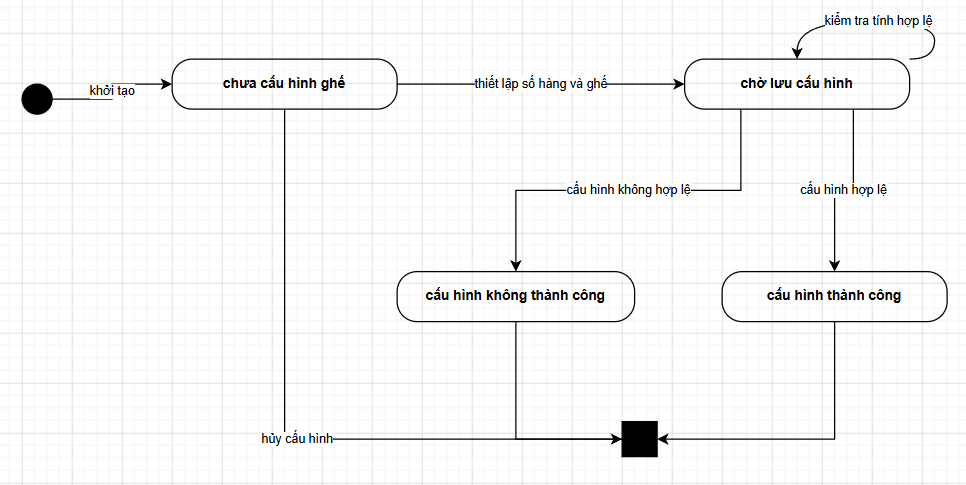 kiểm tra tính hợp lệ
khởi tạo
chưa cấu hình ghế
thiết lập số hàng và ghế
chờ lưu cấu hình
cấu hình không hợp lệ
cấu hình hợp lệ
cấu hình không thành công
cấu hình thành công
hủy cấu hình